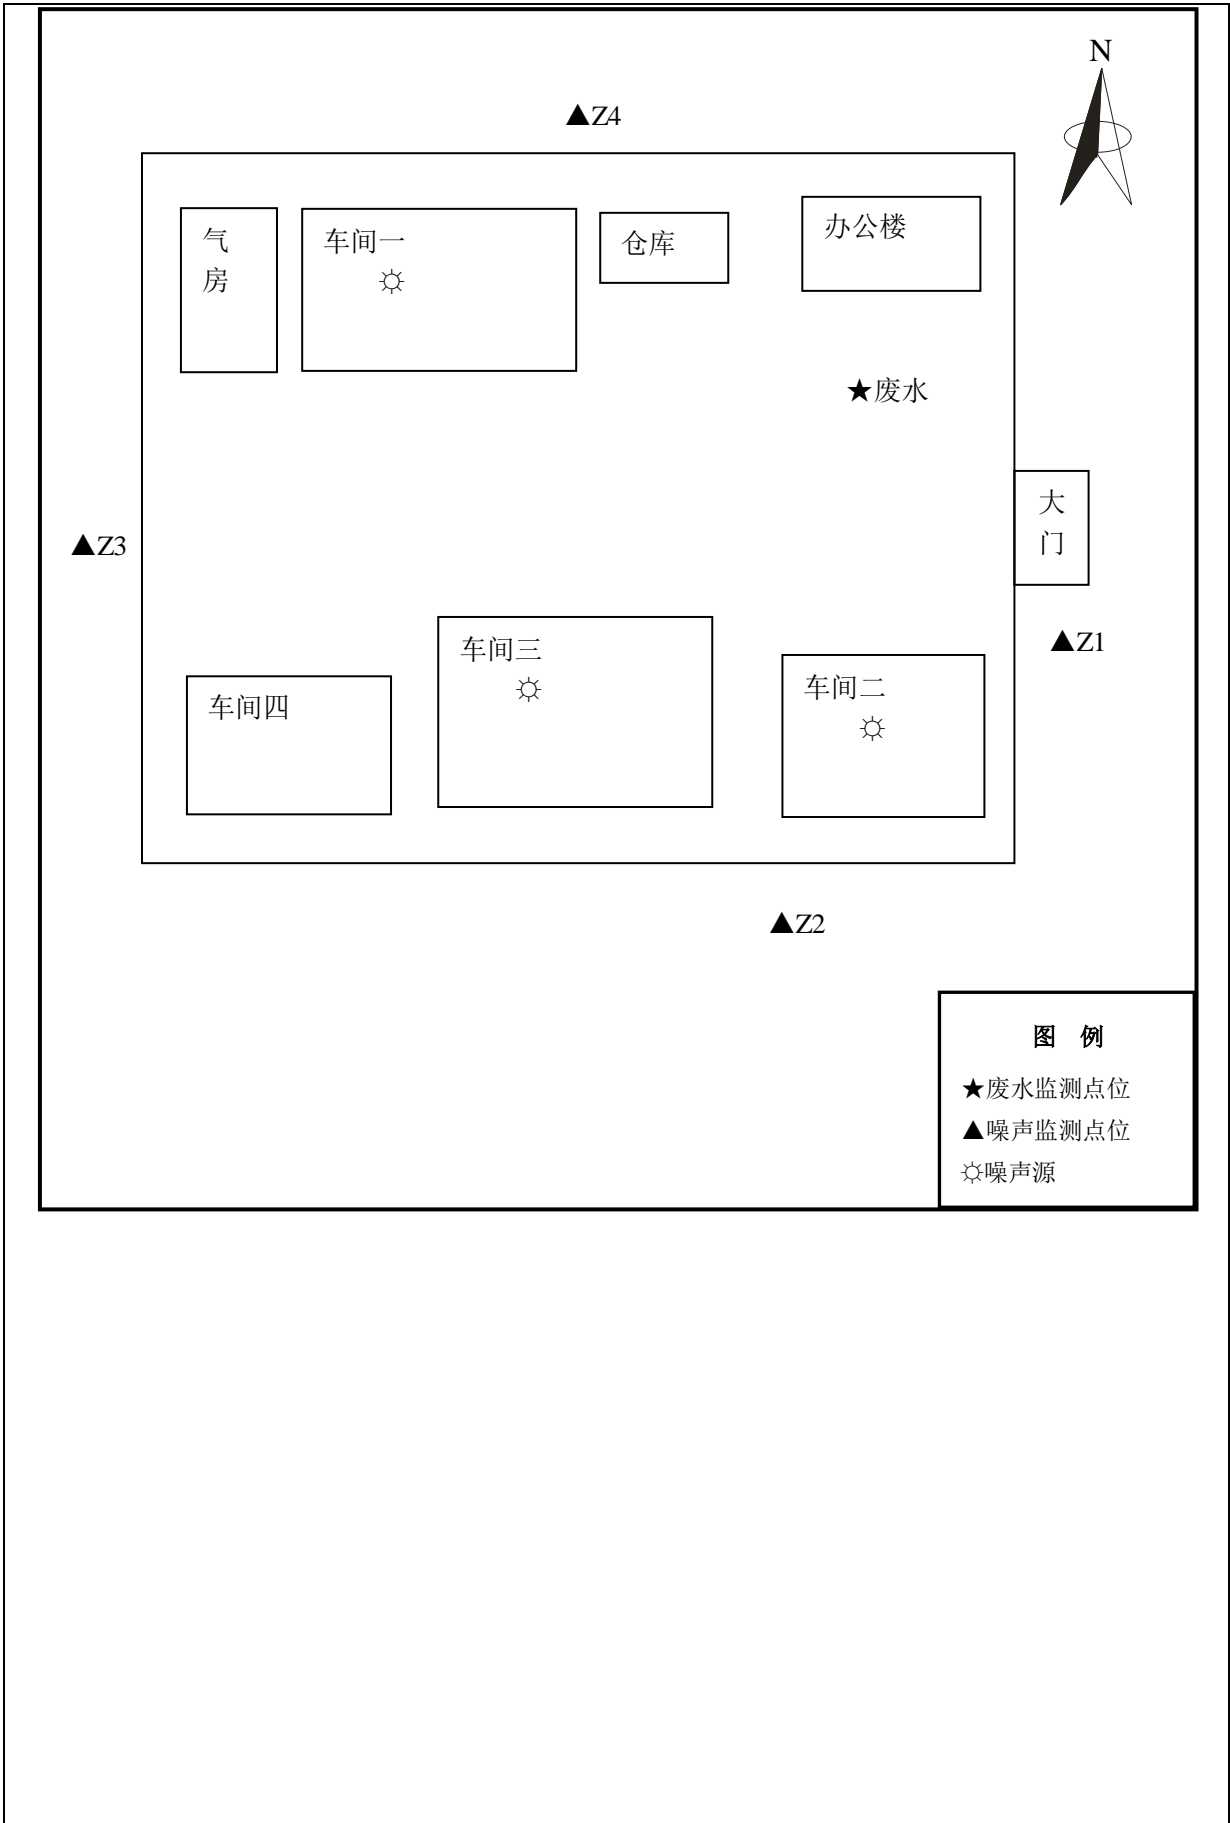 N
▲Z4
气
房
车间一
☼
仓库
办公楼
★废水
大
门
▲Z3
▲Z1
车间三
☼
车间二
☼
车间四
▲Z2
图 例
★废水监测点位
▲噪声监测点位
☼噪声源